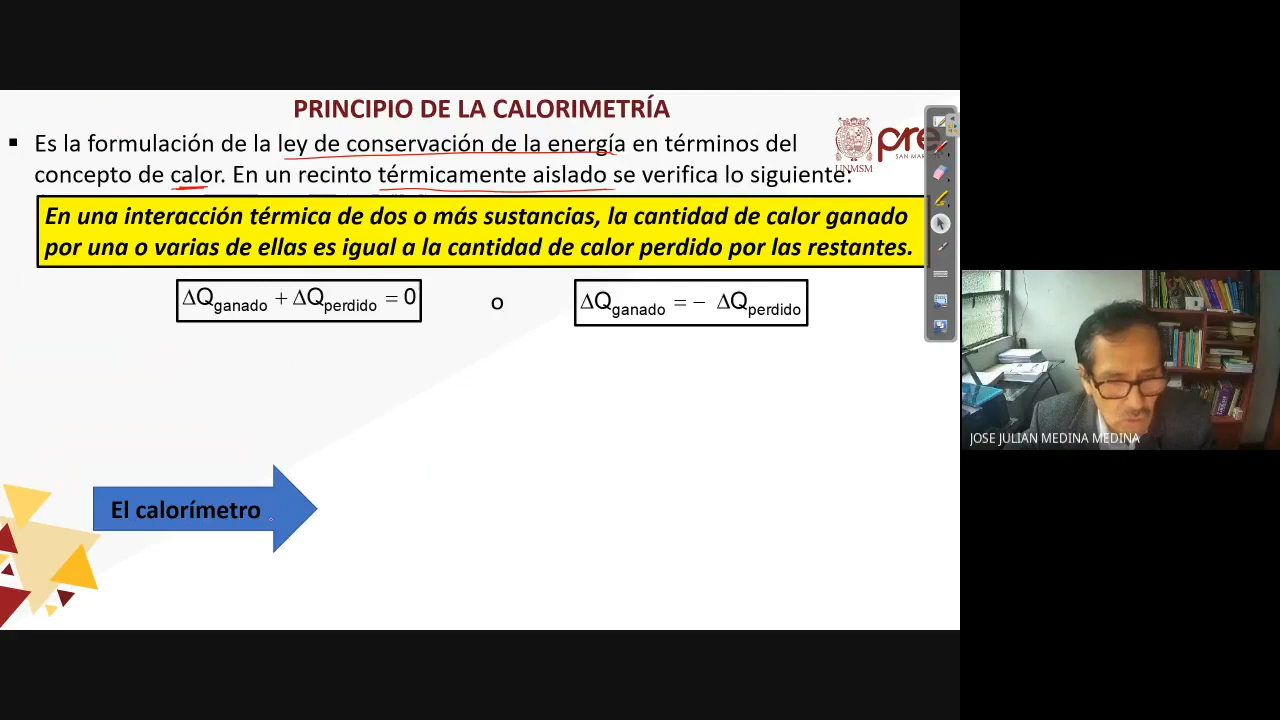 PRINCIPIO DE LA CALORIMETRÍA
▪ Es la formulación de la ley de conservación de la energía en términos del
concepto de calor. En un recinto térmicamente aislado se verifica lo siguiente:
pre
SAN MAR
UNMSM
En una interacción térmica de dos o más sustancias, la cantidad de calor ganado
por una o varias de ellas es igual a la cantidad de calor perdido por las restantes.
ΔQganado + ΔQperdido = 0 o ΔQganado = − ΔQperdido
El calorímetro
JOSE JULIAN MEDINA MEDINA